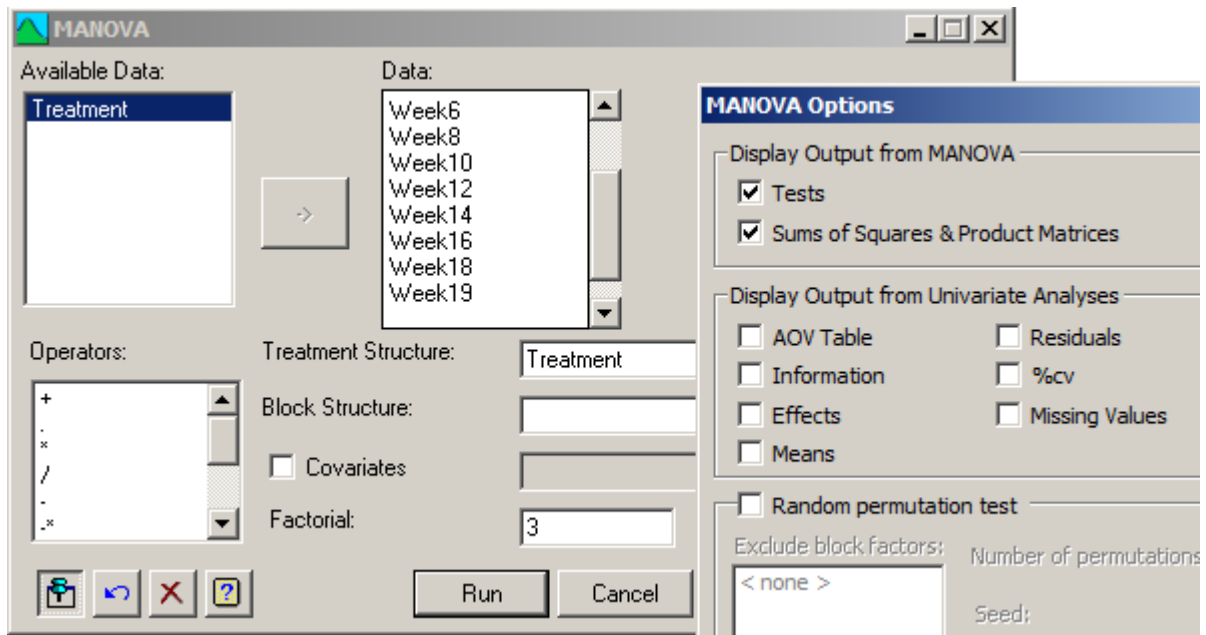 MANOVA
Available Data:
Data:
Treatment
Week6
Week8
Week10
Week12
Week14
Week16
Week18
Week19
->
Operators:
+
.
*
/
-
-*
Treatment Structure:
Treatment
Block Structure:
Covariates
Factorial:
3
Run
Cancel
MANOVA Options
Display Output from MANOVA
Tests
Sums of Squares & Product Matrices
Display Output from Univariate Analyses
AOV Table
Residuals
Information
%cv
Effects
Missing Values
Means
Random permutation test
Exclude block factors:
Number of permutations
< none >
Seed: